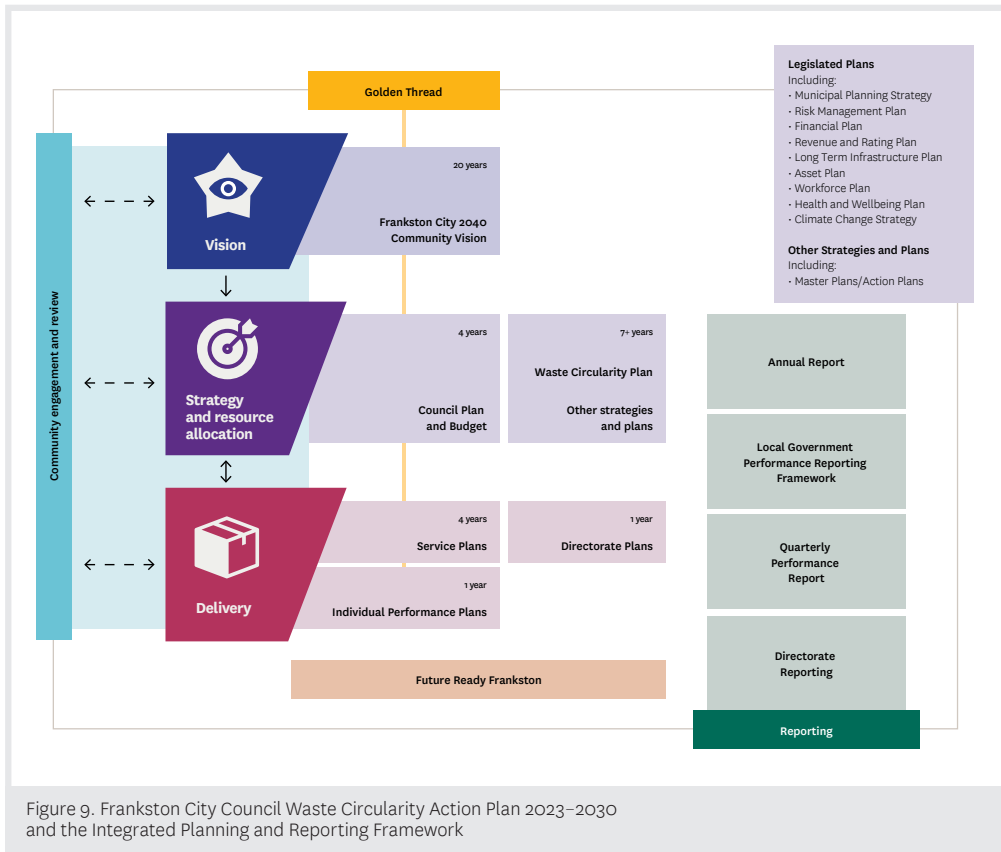 Golden Thread
Legislated Plans
Including:
· Municipal Planning Strategy
· Risk Management Plan
· Financial Plan
· Revenue and Rating Plan
· Long Term Infrastructure Plan
· Asset Plan
· Workforce Plan
· Health and Wellbeing Plan
· Climate Change Strategy
Other Strategies and Plans
Including:
· Master Plans/Action Plans
Community engagement and review
Vision
20 years
Frankston City 2040
Community Vision
Strategy
and resource
allocation
4 years
Council Plan
and Budget
7+ years
Waste Circularity Plan
Other strategies
and plans
Delivery
4 years
Service Plans
1 year
Directorate Plans
1 year
Individual Performance Plans
Future Ready Frankston
Annual Report
Local Government
Performance Reporting
Framework
Quarterly
Performance
Report
Directorate
Reporting
Reporting
Figure 9. Frankston City Council Waste Circularity Action Plan 2023–2030
and the Integrated Planning and Reporting Framework